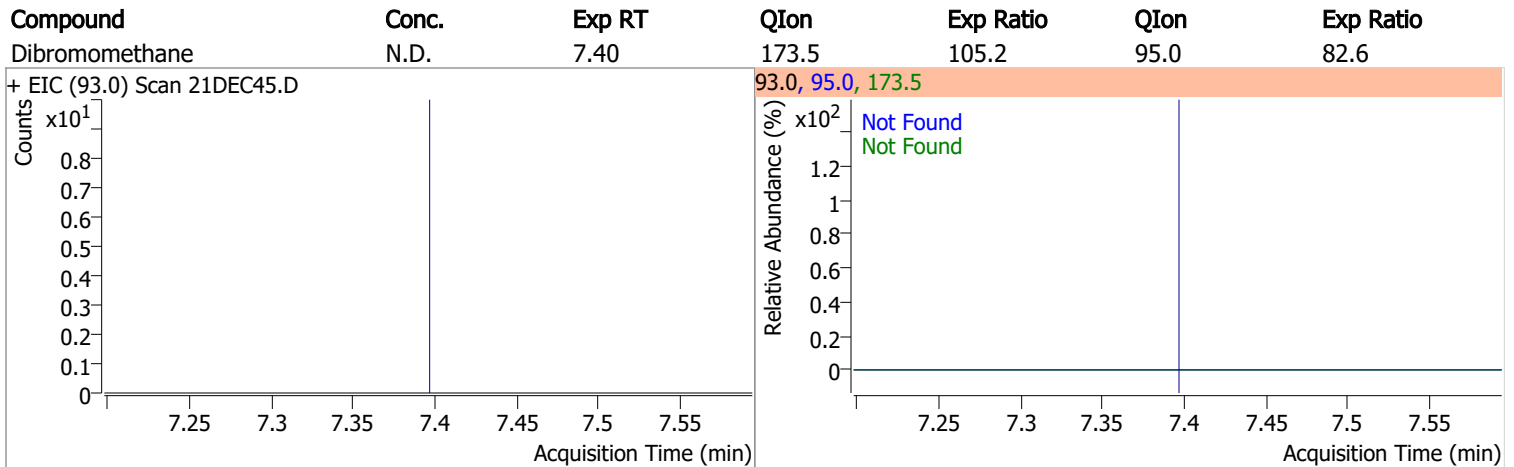 Compound Conc. Exp RT QIon Exp Ratio QIon Exp Ratio
Dibromomethane N.D. 7.40 173.5 105.2 95.0 82.6
+ EIC (93.0) Scan 21DEC45.D
Counts
x10^1
0.8
0.7
0.6
0.5
0.4
0.3
0.2
0.1
0
7.25 7.3 7.35 7.4 7.45 7.5 7.55
Acquisition Time (min)
93.0, 95.0, 173.5
Relative Abundance (%)
x10^2
Not Found
Not Found
1.2
1
0.8
0.6
0.4
0.2
0
7.25 7.3 7.35 7.4 7.45 7.5 7.55
Acquisition Time (min)